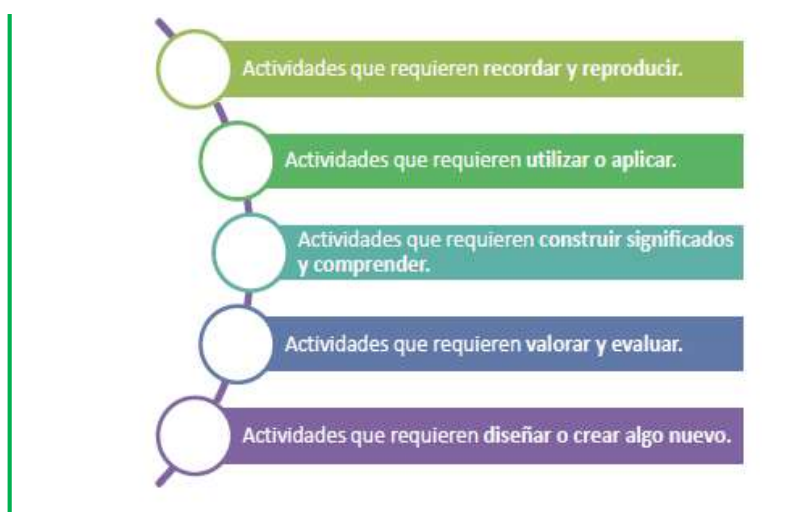 Actividades que requieren recordar y reproducir.
Actividades que requieren utilizar o aplicar.
Actividades que requieren construir significados
y comprender.
Actividades que requieren valorar y evaluar.
Actividades que requieren diseñar o crear algo nuevo.